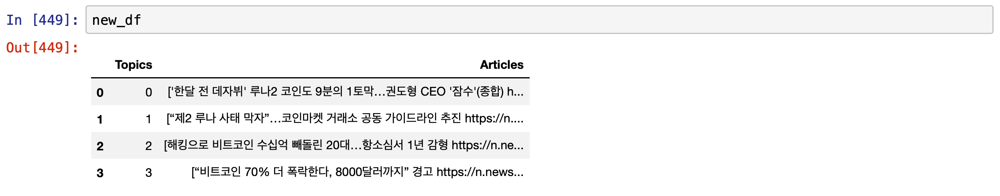 In [449]: new_df
Out[449]:
Topics Articles
0 0 ['한달 전 데자뷔' 루나2 코인도 9분의 1토막...권도형 CEO '잠수'(종합) h...
1 1 [“제2 루나 사태 막자”…코인마켓 거래소 공동 가이드라인 추진 https://n....
2 2 [해킹으로 비트코인 수십억 빼돌린 20대…항소심서 1년 감형 https://n.ne...
3 3 [“비트코인 70% 더 폭락한다, 8000달러까지” 경고 https://n.news...